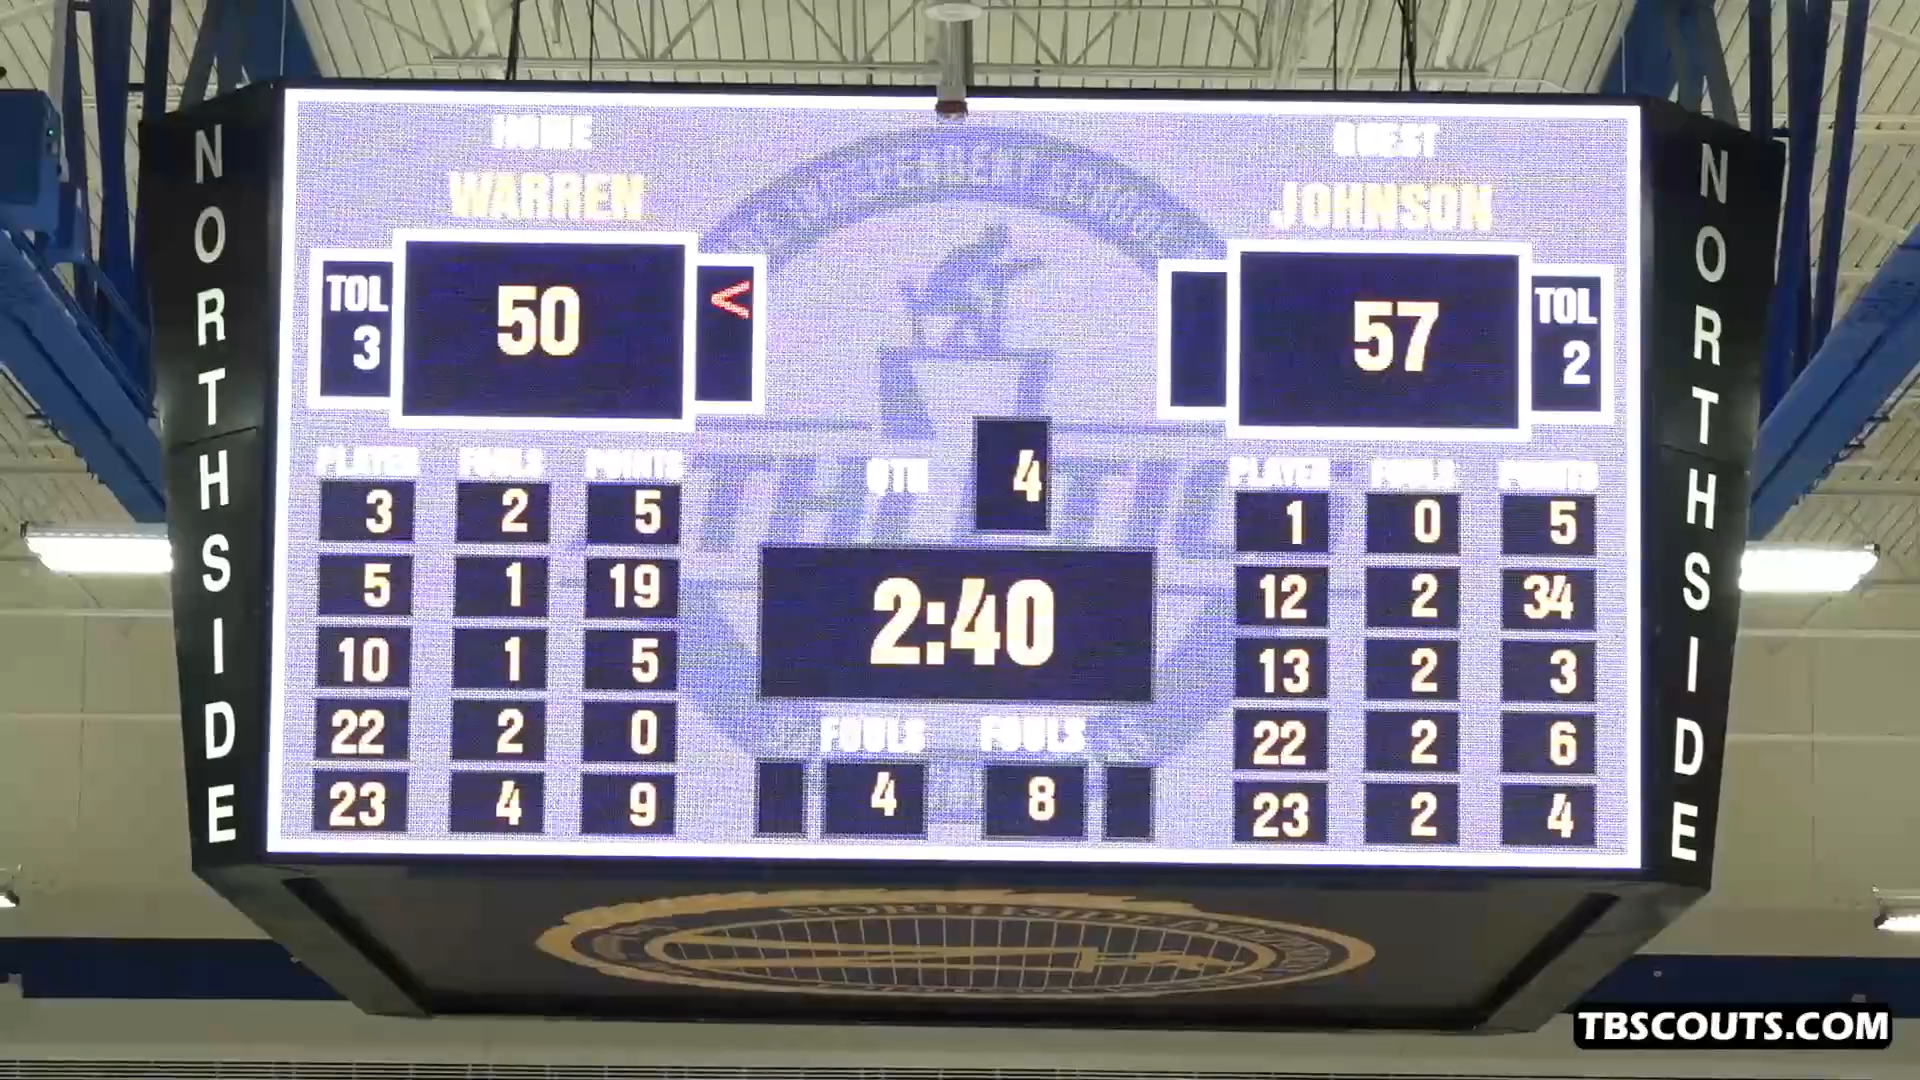 NORTHSIDE
HOME
WARREN
TOL 3
50
<
GUEST
JOHNSON
57
TOL 2
QTR 4
2:40
FOULS FOULS
4 8
PLAYER FOULS POINTS
3 2 5
5 1 19
10 1 5
22 2 0
23 4 9
PLAYER FOULS POINTS
1 0 5
12 2 34
13 2 3
22 2 6
23 2 4
NORTHSIDE
NORTHSIDE
TBSCOUTS.COM